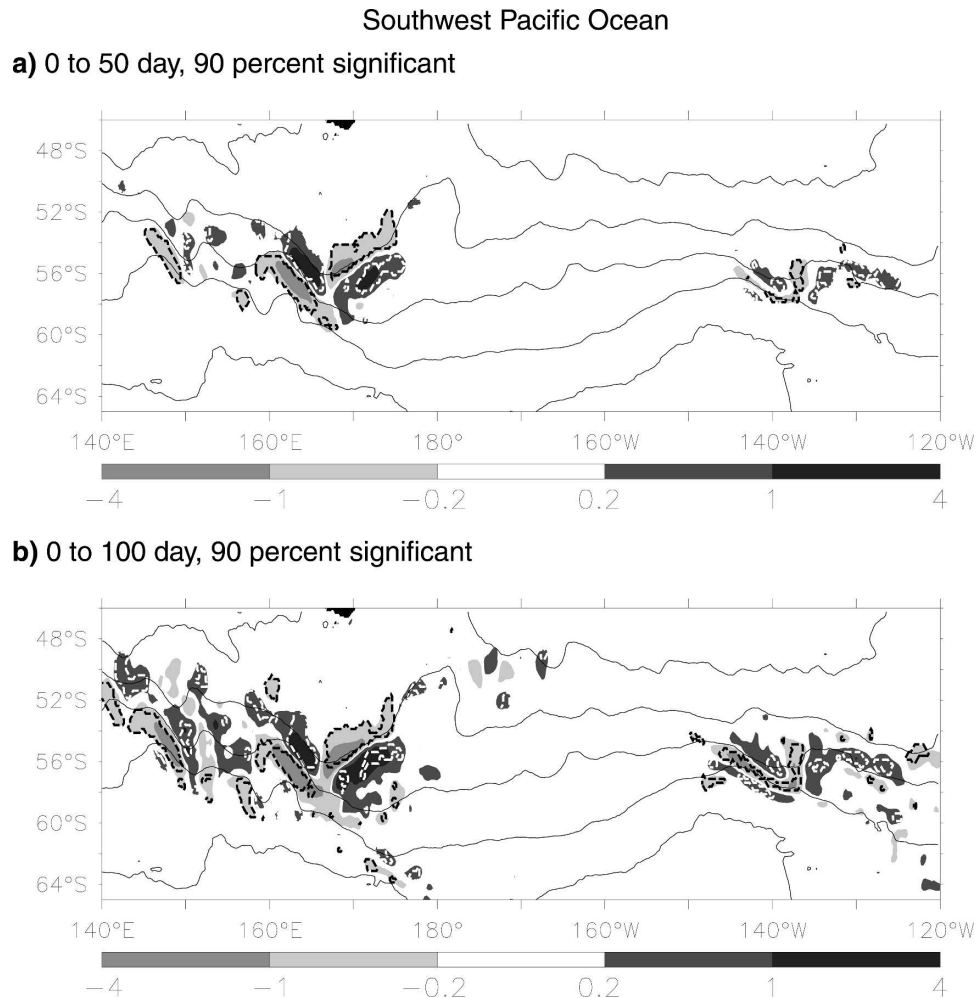 Southwest Pacific Ocean
a) 0 to 50 day, 90 percent significant
48°S
52°S
56°S
60°S
64°S
140°E 160°E 180° 160°W 140°W 120°W
−4 −1 −0.2 0.2 1 4
b) 0 to 100 day, 90 percent significant
48°S
52°S
56°S
60°S
64°S
140°E 160°E 180° 160°W 140°W 120°W
−4 −1 −0.2 0.2 1 4